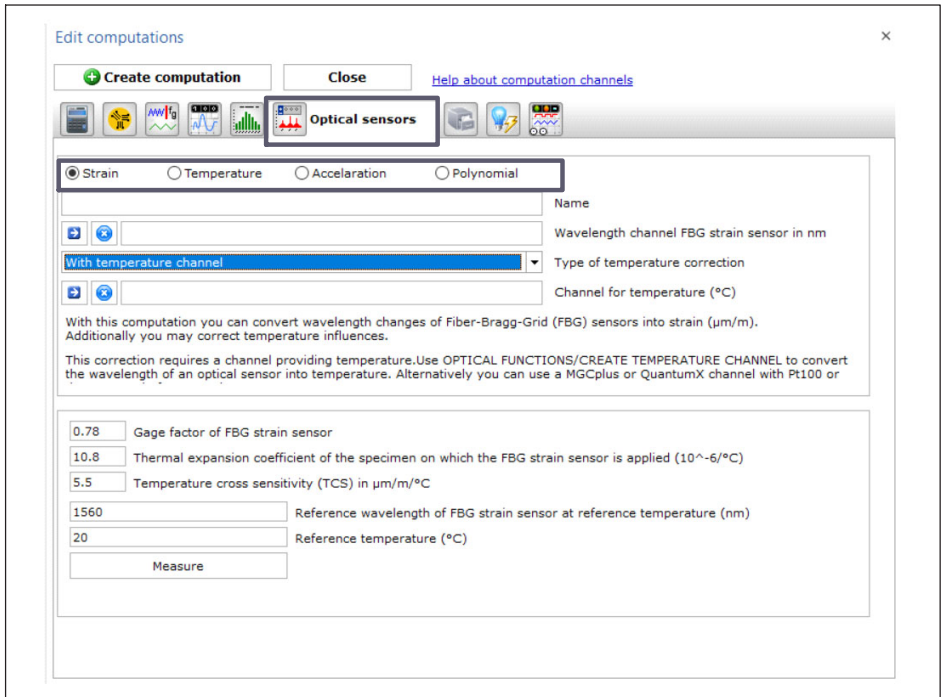 Edit computations
Create computation Close Help about computation channels
Optical sensors
Strain Temperature Accelaration Polynomial
Name
Wavelength channel FBG strain sensor in nm
With temperature channel Type of temperature correction
Channel for temperature (°C)
With this computation you can convert wavelength changes of Fiber-Bragg-Grid (FBG) sensors into strain (µm/m).
Additionally you may correct temperature influences.
This correction requires a channel providing temperature.Use OPTICAL FUNCTIONS/CREATE TEMPERATURE CHANNEL to convert
the wavelength of an optical sensor into temperature. Alternatively you can use a MGCplus or QuantumX channel with Pt100 or
0.78 Gage factor of FBG strain sensor
10.8 Thermal expansion coefficient of the specimen on which the FBG strain sensor is applied (10^-6/°C)
5.5 Temperature cross sensitivity (TCS) in µm/m/°C
1560 Reference wavelength of FBG strain sensor at reference temperature (nm)
20 Reference temperature (°C)
Measure